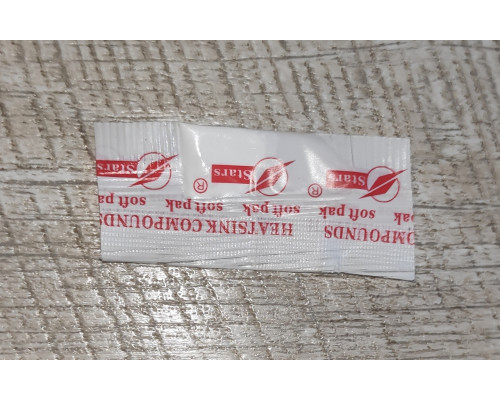 COMPOUNDS HEATSINK COMPOUNDS
soft pak soft pak soft pak
Stars ® Stars ® Stars